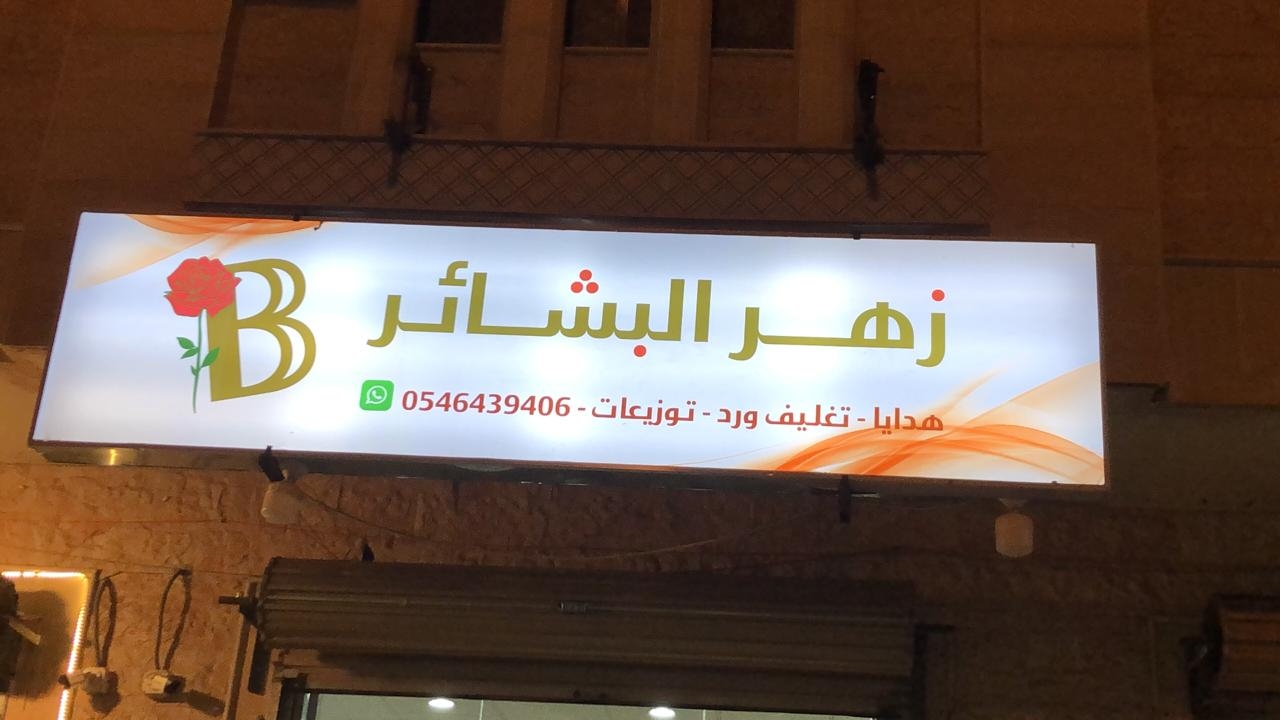 زهر البشائر
B
هدايا - تغليف ورد - توزيعات - 0546439406